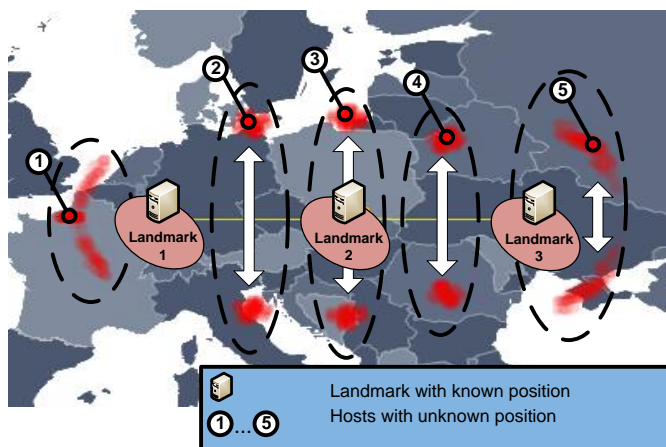 2
3
4
5
1
Landmark
1
Landmark
2
Landmark
3
Landmark with known position
1...5
Hosts with unknown position